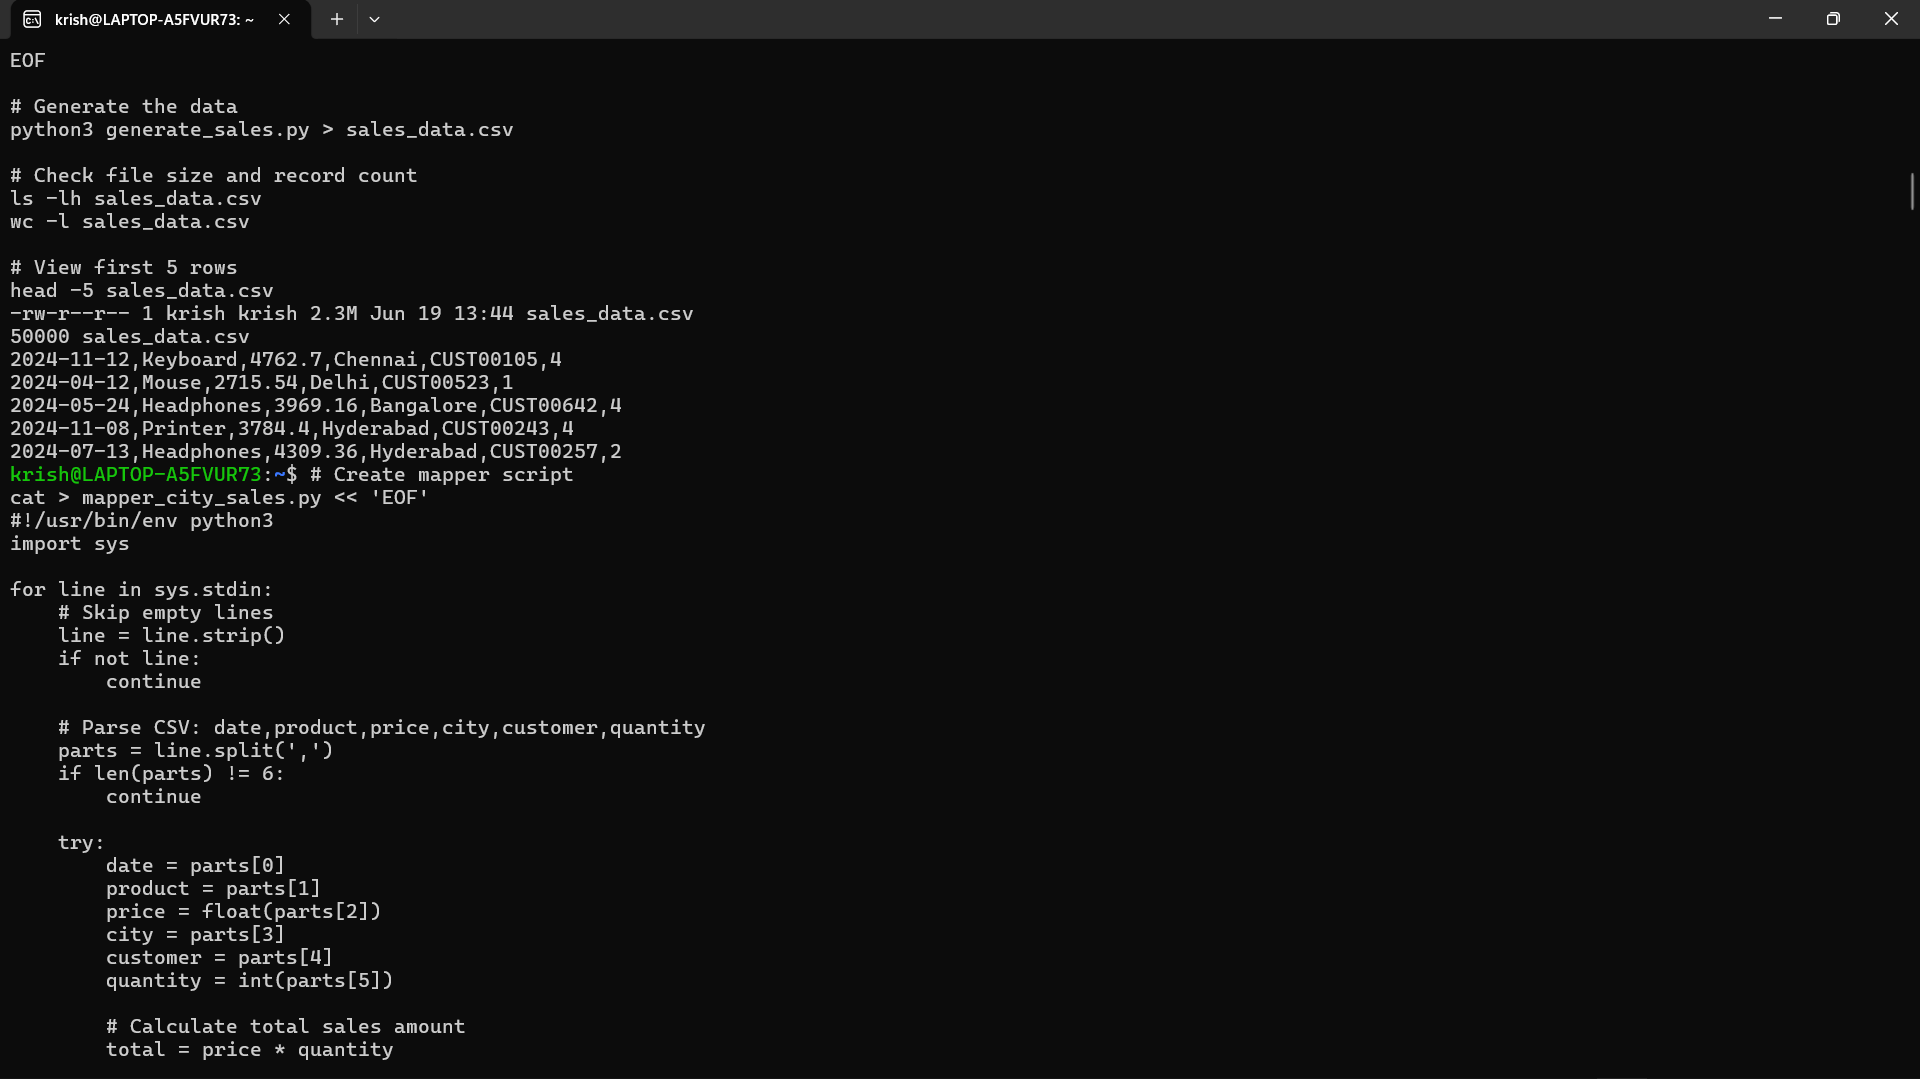 krish@LAPTOP-A5FVUR73: ~
EOF

# Generate the data
python3 generate_sales.py > sales_data.csv

# Check file size and record count
ls -lh sales_data.csv
wc -l sales_data.csv

# View first 5 rows
head -5 sales_data.csv
-rw-r--r-- 1 krish krish 2.3M Jun 19 13:44 sales_data.csv
50000 sales_data.csv
2024-11-12,Keyboard,4762.7,Chennai,CUST00105,4
2024-04-12,Mouse,2715.54,Delhi,CUST00523,1
2024-05-24,Headphones,3969.16,Bangalore,CUST00642,4
2024-11-08,Printer,3784.4,Hyderabad,CUST00243,4
2024-07-13,Headphones,4309.36,Hyderabad,CUST00257,2
krish@LAPTOP-A5FVUR73:~$ # Create mapper script
cat > mapper_city_sales.py << 'EOF'
#!/usr/bin/env python3
import sys

for line in sys.stdin:
    # Skip empty lines
    line = line.strip()
    if not line:
        continue

    # Parse CSV: date,product,price,city,customer,quantity
    parts = line.split(',')
    if len(parts) != 6:
        continue

    try:
        date = parts[0]
        product = parts[1]
        price = float(parts[2])
        city = parts[3]
        customer = parts[4]
        quantity = int(parts[5])

        # Calculate total sales amount
        total = price * quantity